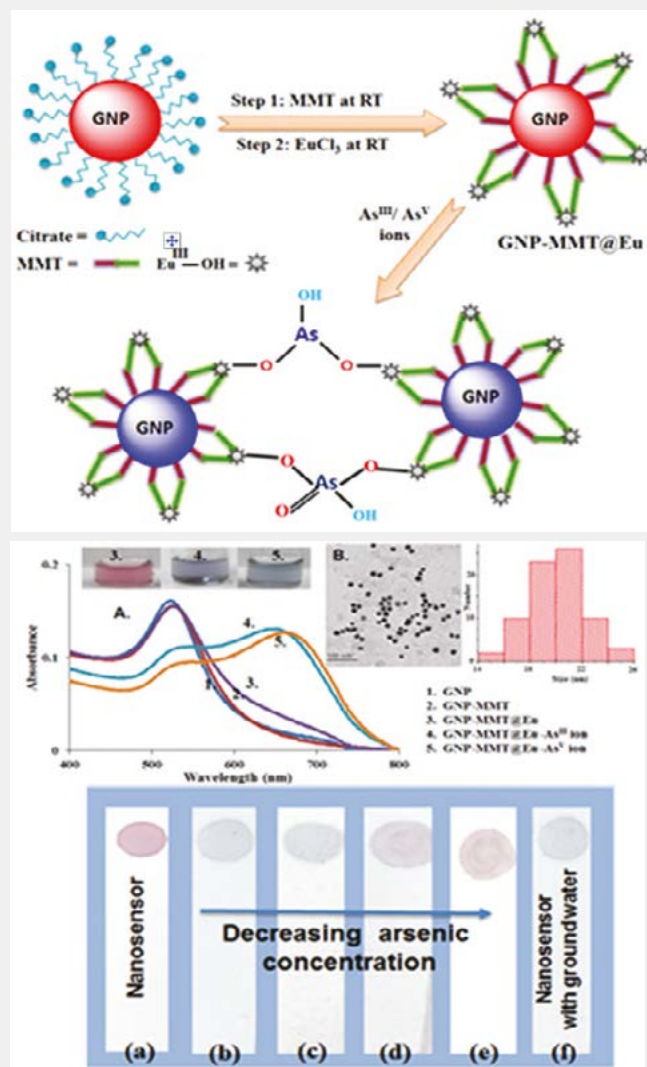 GNP
Step 1: MMT at RT
Step 2: EuCl3 at RT
GNP
Citrate =
MMT =
Eu III — OH =
AsIII/ AsV
ions
GNP-MMT@Eu
OH
As
O
O
GNP
GNP
O
O
As
O
OH
0.2
3.
4.
5.
B.
A.
Absorbance
0.1
4.
5.
1.
2.
3.
0
400
500
600
700
800
Wavelength (nm)
Number
Size (nm)
1. GNP
2. GNP-MMT
3. GNP-MMT@Eu
4. GNP-MMT@Eu-AsIII ion
5. GNP-MMT@Eu-AsV ion
Nanosensor
Decreasing arsenic
concentration
Nanosensor
with groundwater
(a)
(b)
(c)
(d)
(e)
(f)